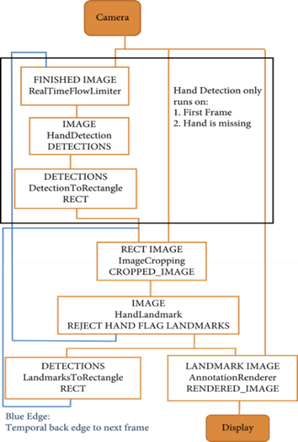 Camera
FINISHED IMAGE
RealTimeFlowLimiter
Hand Detection only
runs on:
1. First Frame
2. Hand is missing
IMAGE
HandDetection
DETECTIONS
DETECTIONS
DetectionToRectangle
RECT
RECT IMAGE
ImageCropping
CROPPED_IMAGE
IMAGE
HandLandmark
REJECT HAND FLAG LANDMARKS
DETECTIONS
LandmarksToRectangle
RECT
LANDMARK IMAGE
AnnotationRenderer
RENDERED_IMAGE
Blue Edge:
Temporal back edge to next frame
Display